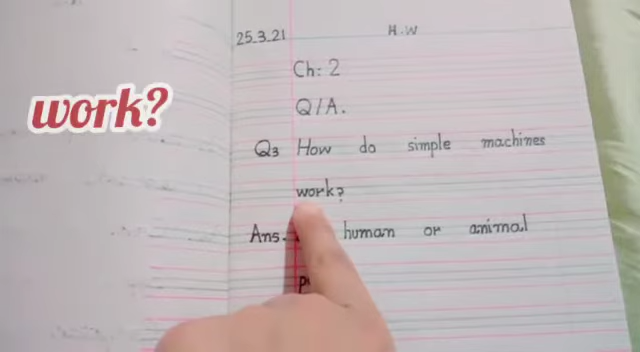 work?
25.3.21 H.W
Ch: 2
Q/A.
Q3 How do simple machines
work?
Ans. human or animal